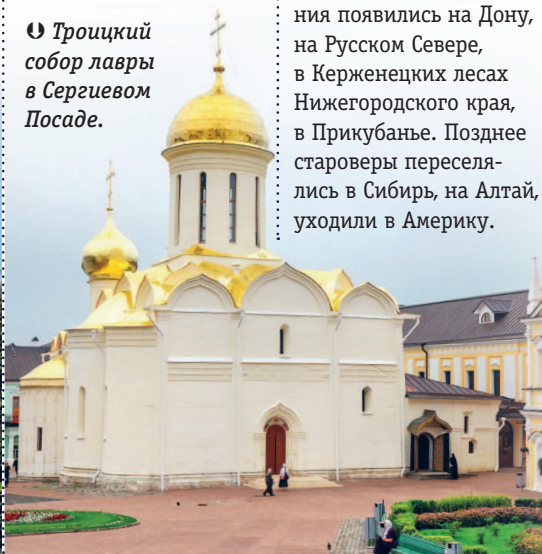 Троицкий
собор лавры
в Сергиевом
Посаде.
ния появились на Дону,
на Русском Севере,
в Керженецких лесах
Нижегородского края,
в Прикубанье. Позднее
староверы переселя-
лись в Сибирь, на Алтай,
уходили в Америку.